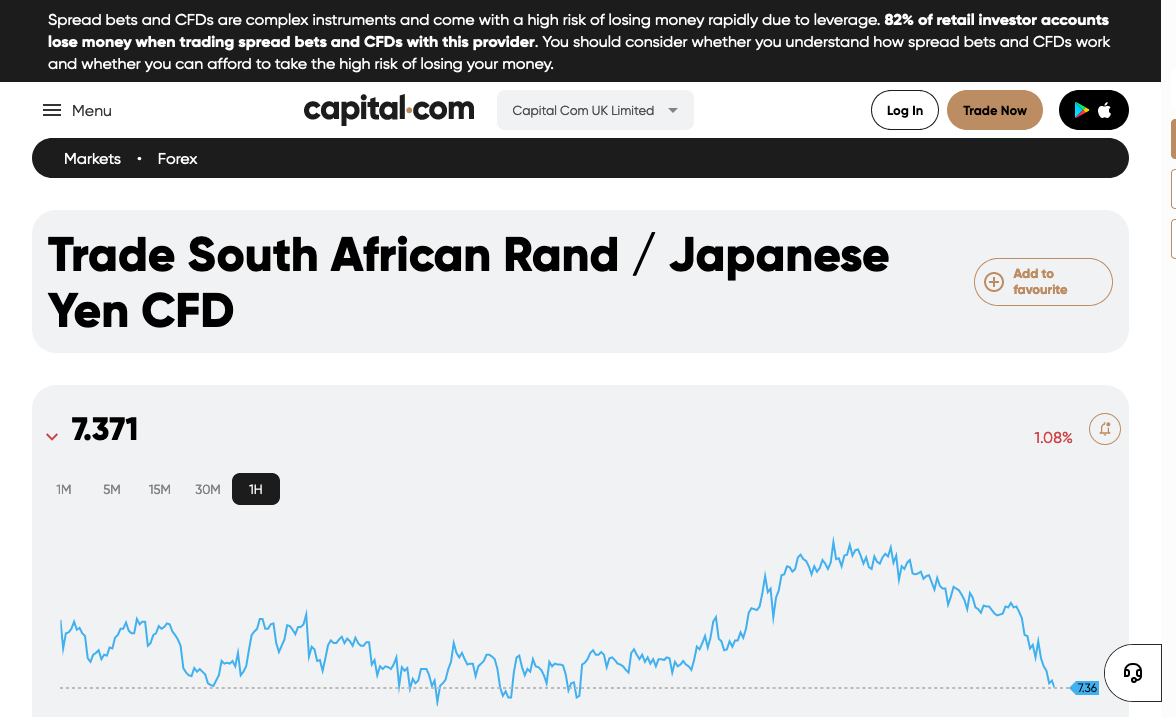 Spread bets and CFDs are complex instruments and come with a high risk of losing money rapidly due to leverage. 82% of retail investor accounts
lose money when trading spread bets and CFDs with this provider. You should consider whether you understand how spread bets and CFDs work
and whether you can afford to take the high risk of losing your money.
Menu
capital.com
Capital Com UK Limited
Log In
Trade Now
Markets • Forex
Trade South African Rand / Japanese
Yen CFD
Add to
favourite
7.371
1.08%
1M 5M 15M 30M 1H
7.36